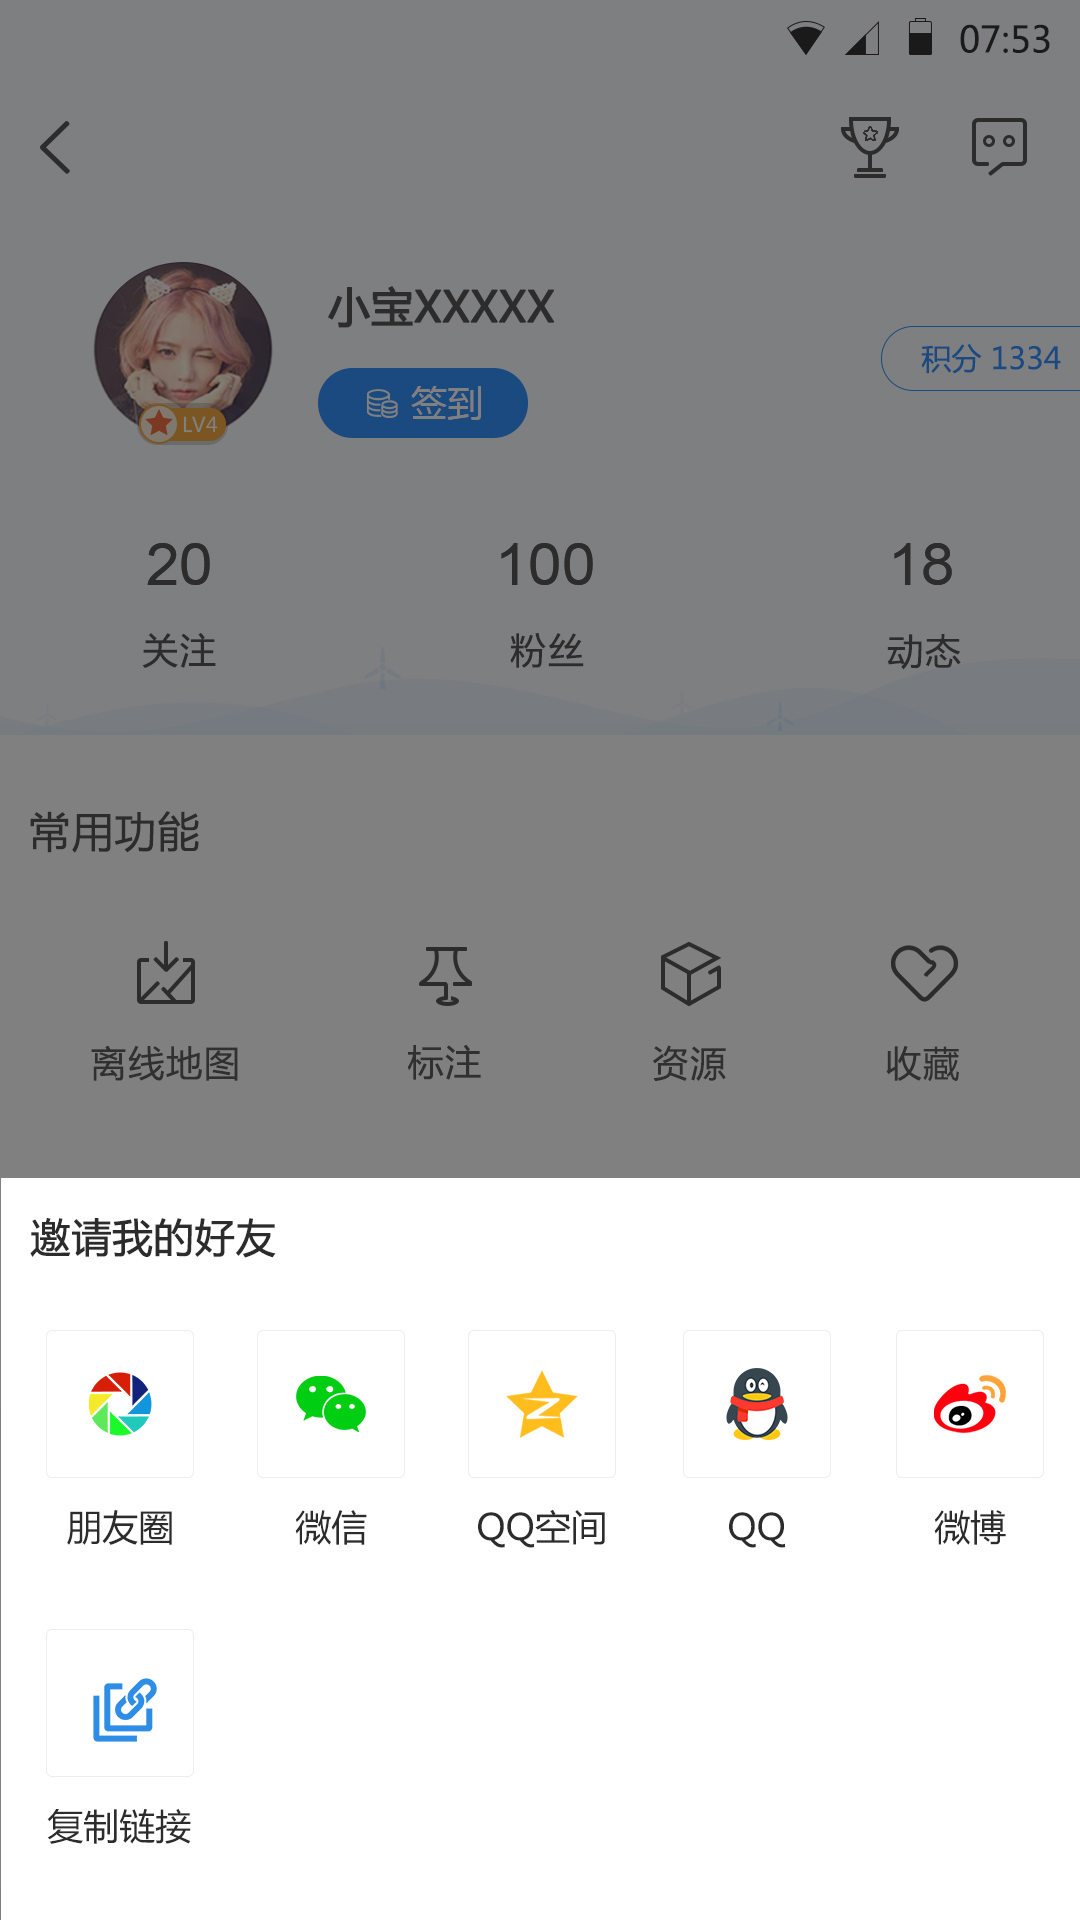 07:53
小宝XXXXX
积分 1334
签到
LV4
20
100
18
关注
粉丝
动态
常用功能
离线地图
标注
资源
收藏
邀请我的好友
朋友圈
微信
QQ空间
QQ
微博
复制链接